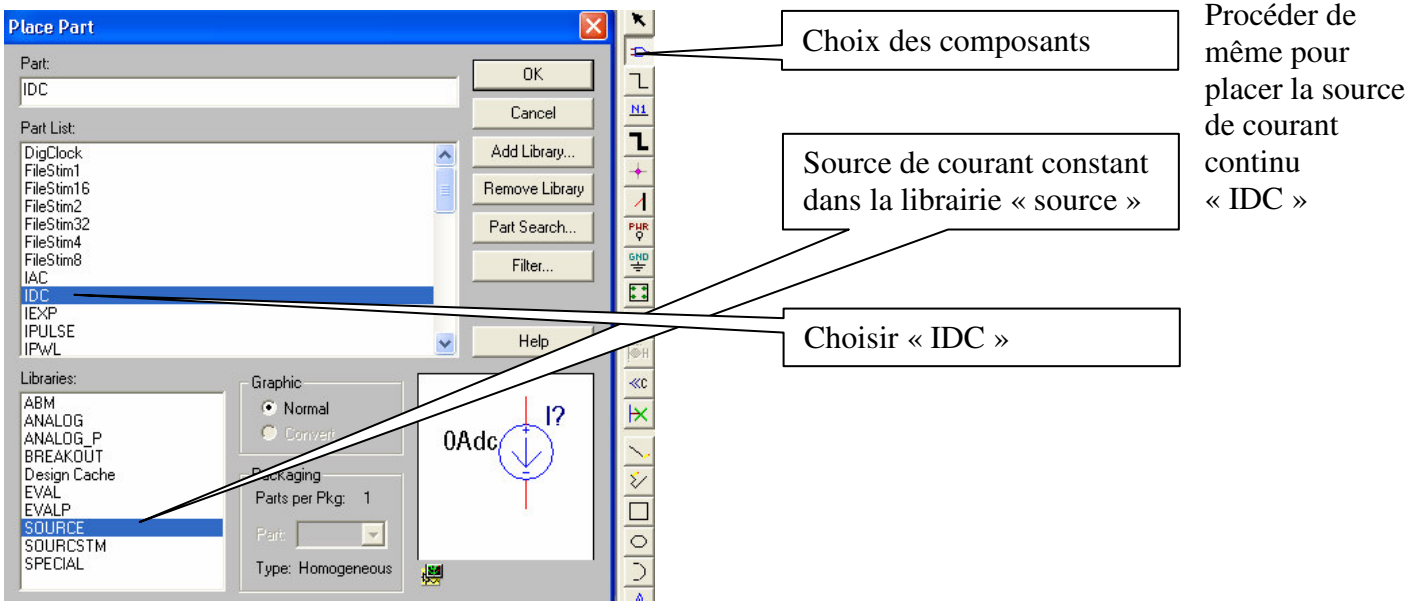 Place Part
Part:
IDC
Part List:
DigClock
FileStim1
FileStim16
FileStim2
FileStim32
FileStim4
FileStim8
IAC
IDC
IEXP
IPULSE
IPWL
OK
Cancel
Add Library...
Remove Library
Part Search...
Filter...
Help
Libraries:
ABM
ANALOG
ANALOG_P
BREAKOUT
Design Cache
EVAL
EVALP
SOURCE
SOURCSTM
SPECIAL
Graphic
Normal
Convert
Packaging
Parts per Pkg: 1
Part:
Type: Homogeneous
I?
0Adc
N1
PWR
GND
«C
Choix des composants
Source de courant constant
dans la librairie « source »
Choisir « IDC »
Procéder de
même pour
placer la source
de courant
continu
« IDC »